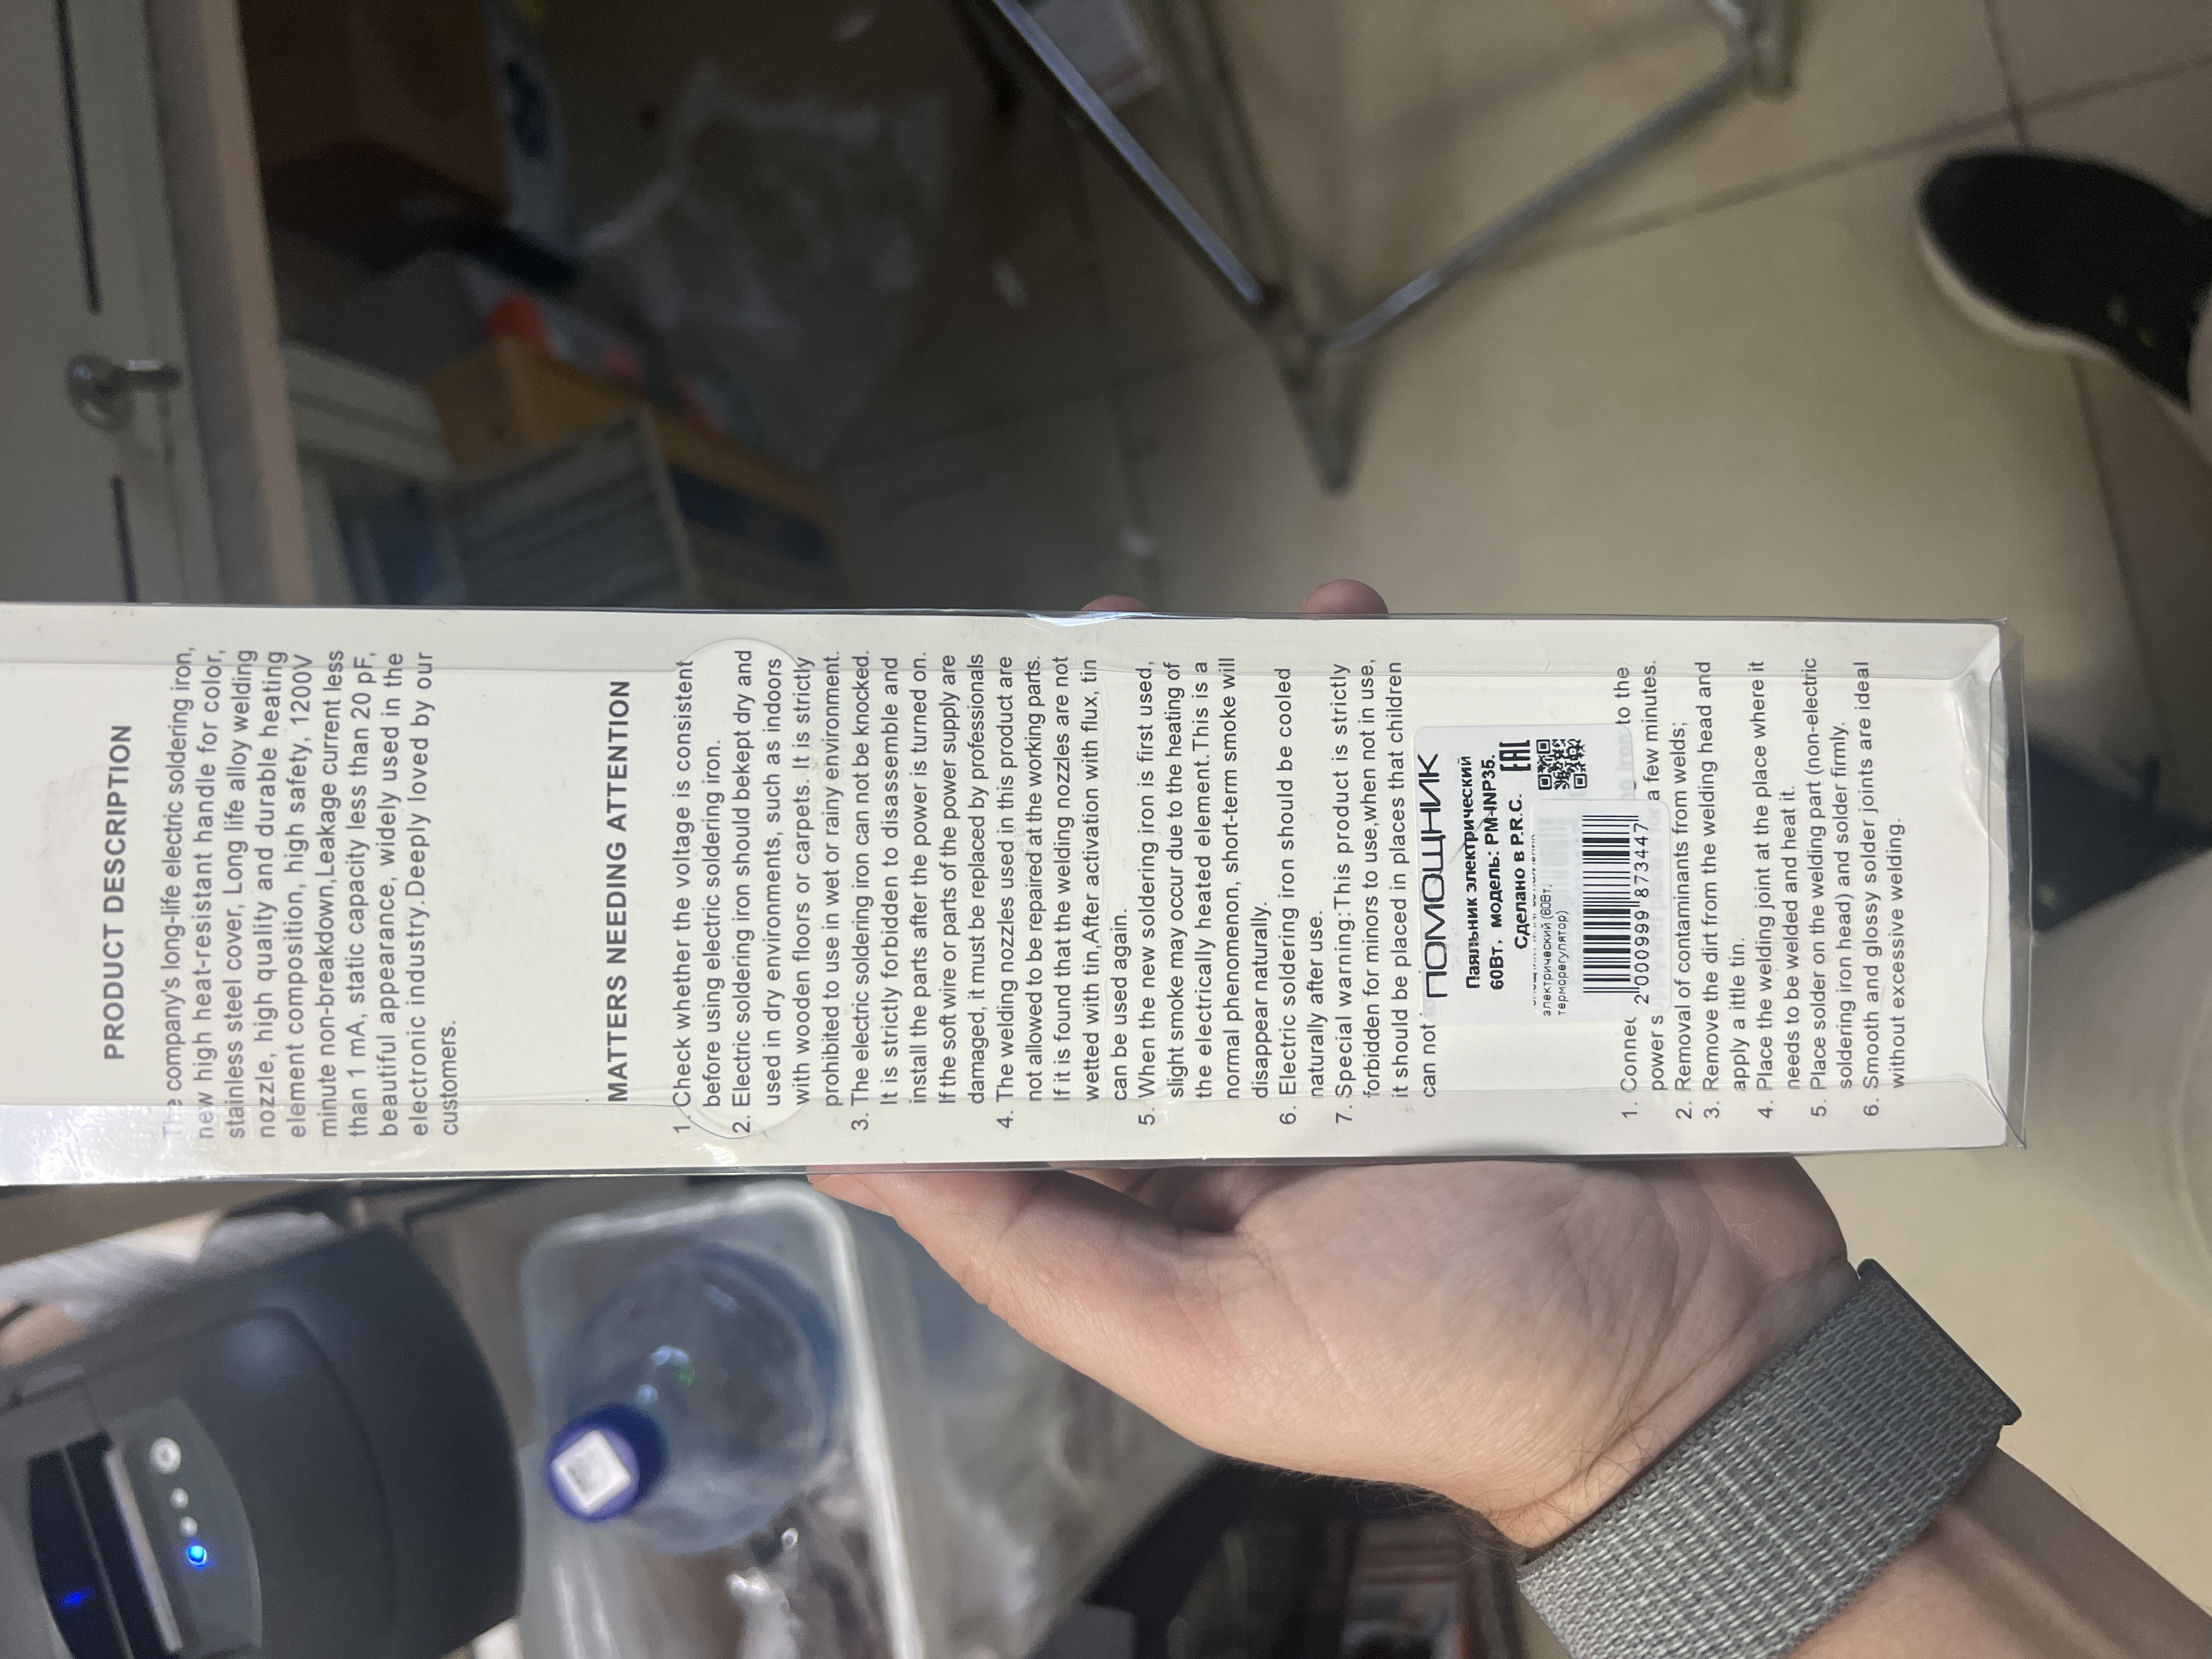 PRODUCT DESCRIPTION
The company's long-life electric soldering iron,
new high heat-resistant handle for color,
stainless steel cover, Long life alloy welding
nozzle, high quality and durable heating
element composition, high safety, 1200V
minute non-breakdown,Leakage current less
than 1 mA, static capacity less than 20 pF,
beautiful appearance, widely used in the
electronic industry.Deeply loved by our
customers.
MATTERS NEEDING ATTENTION
1. Check whether the voltage is consistent
before using electric soldering iron.
2. Electric soldering iron should bekept dry and
used in dry environments, such as indoors
with wooden floors or carpets. It is strictly
prohibited to use in wet or rainy environment.
3. The electric soldering iron can not be knocked.
It is strictly forbidden to disassemble and
install the parts after the power is turned on.
If the soft wire or parts of the power supply are
damaged, it must be replaced by professionals
4. The welding nozzles used in this product are
not allowed to be repaired at the working parts.
If it is found that the welding nozzles are not
wetted with tin,After activation with flux, tin
can be used again.
5. When the new soldering iron is first used,
slight smoke may occur due to the heating of
the electrically heated element.This is a
normal phenomenon, short-term smoke will
disappear naturally.
6. Electric soldering iron should be cooled
naturally after use.
7. Special warning:This product is strictly
forbidden for minors to use,when not in use,
it should be placed in places that children
can not
ПОМОЩНИК
Паяльник электрический
60Вт, модель: PM-INP35.
Сделано в P.R.C.
EAC
электрический (60Вт,
терморегулятор)
2 000999 873447
1. Connec to the
power s a few minutes.
2. Removal of contaminants from welds;
3. Remove the dirt from the welding head and
apply a little tin.
4. Place the welding joint at the place where it
needs to be welded and heat it.
5. Place solder on the welding part (non-electric
soldering iron head) and solder firmly.
6. Smooth and glossy solder joints are ideal
without excessive welding.